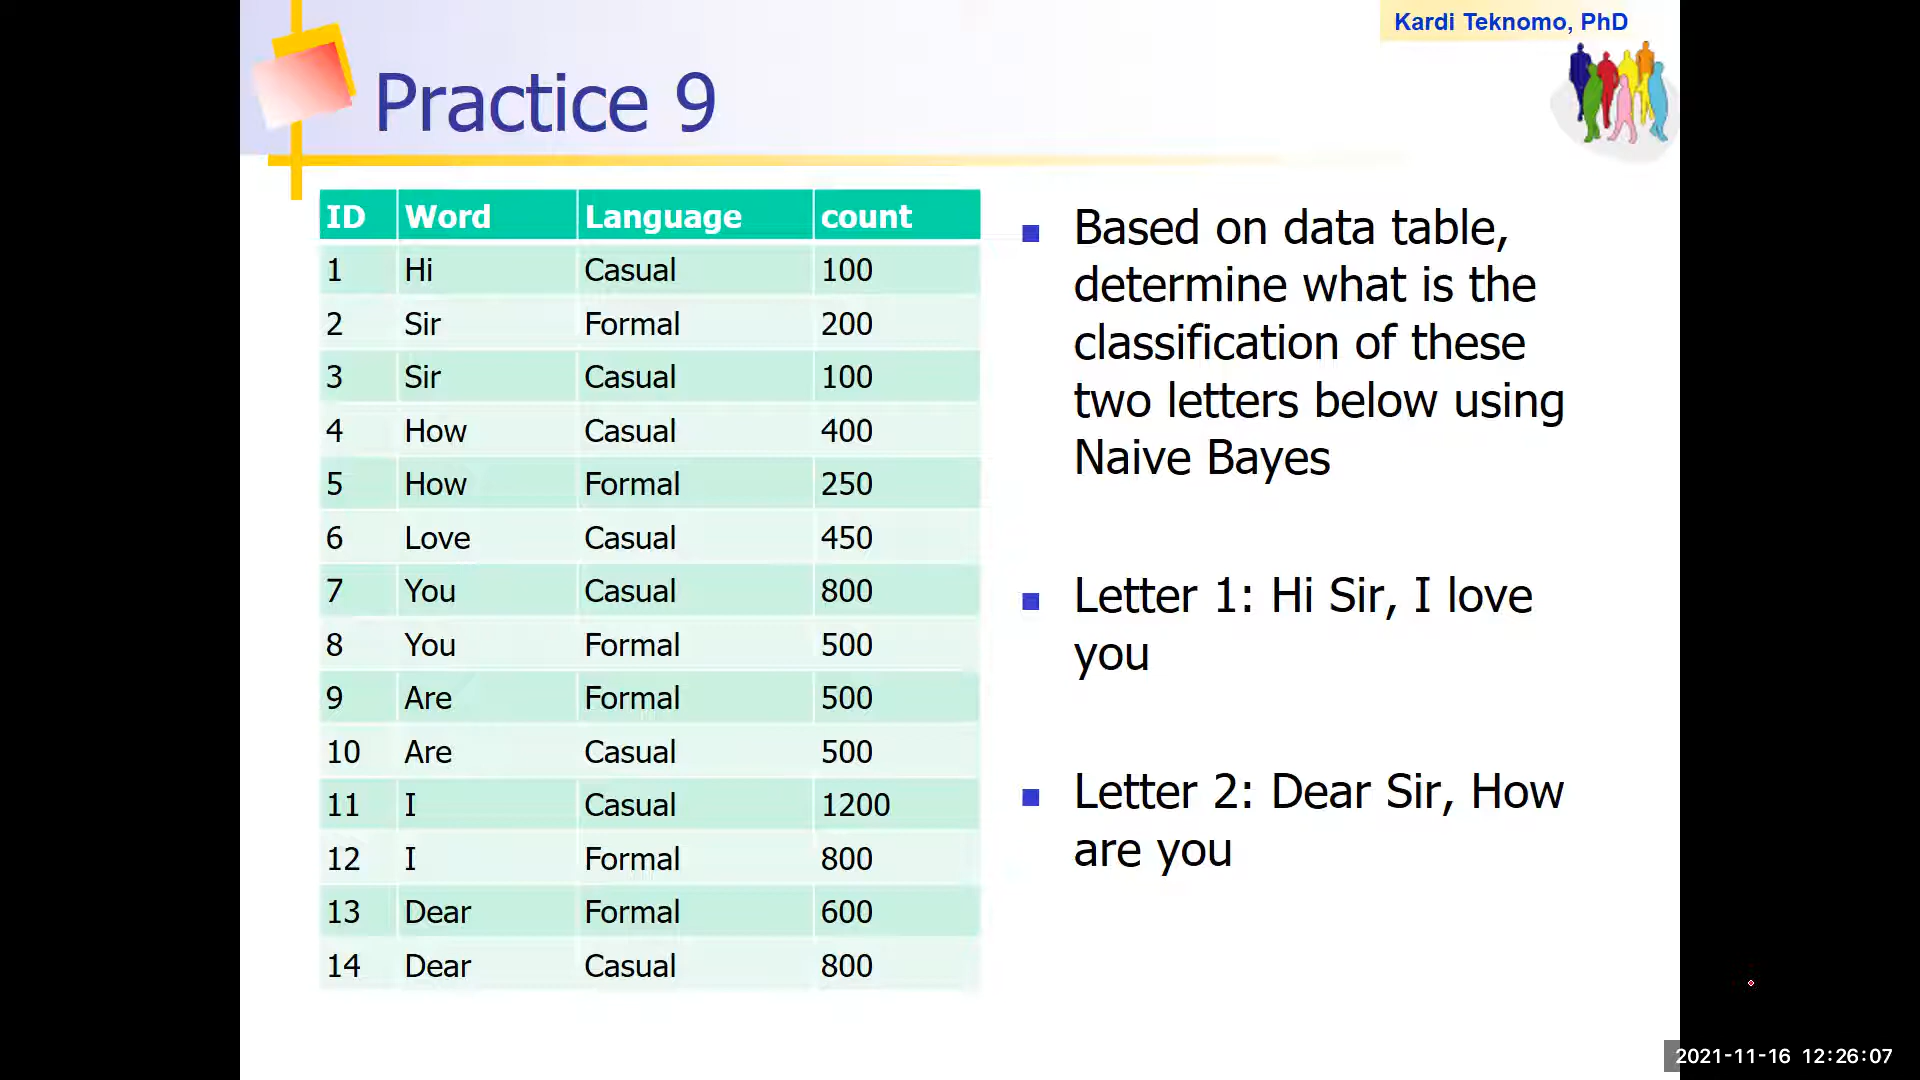 Kardi Teknomo, PhD
Practice 9
ID Word Language count
1 Hi Casual 100
2 Sir Formal 200
3 Sir Casual 100
4 How Casual 400
5 How Formal 250
6 Love Casual 450
7 You Casual 800
8 You Formal 500
9 Are Formal 500
10 Are Casual 500
11 I Casual 1200
12 I Formal 800
13 Dear Formal 600
14 Dear Casual 800
Based on data table,
determine what is the
classification of these
two letters below using
Naive Bayes
Letter 1: Hi Sir, I love
you
Letter 2: Dear Sir, How
are you
2021-11-16 12:26:07